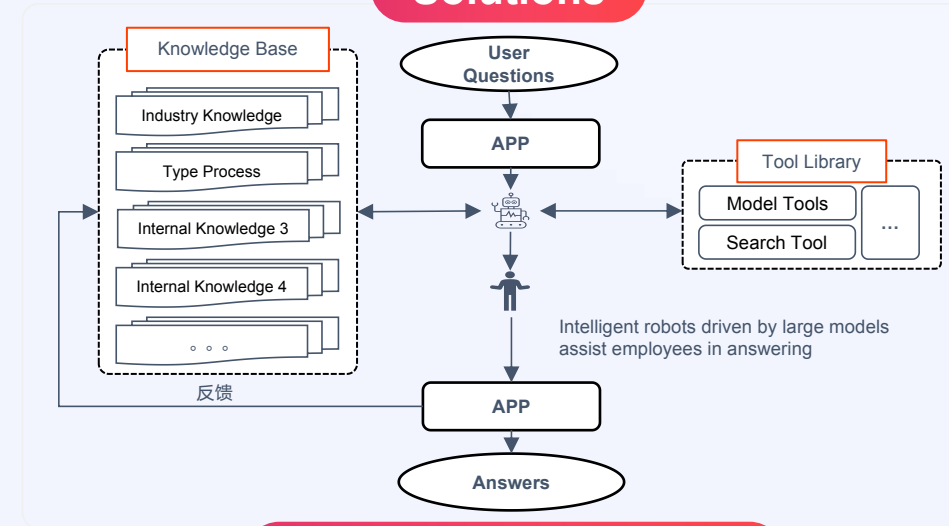 Solutions
Knowledge Base
Industry Knowledge
Type Process
Internal Knowledge 3
Internal Knowledge 4
。。。
反馈
User
Questions
APP
Tool Library
Model Tools
Search Tool
...
Intelligent robots driven by large models
assist employees in answering
APP
Answers